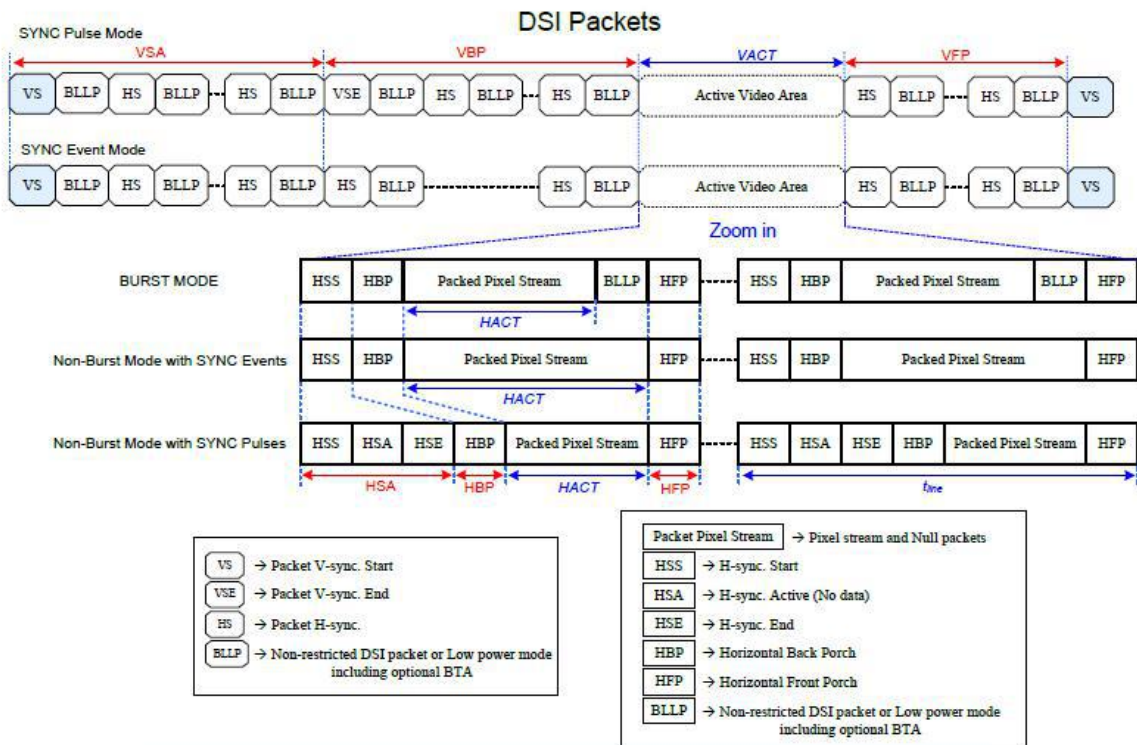 DSI Packets
SYNC Pulse Mode
VSA VBP VACT VFP
VS BLLP HS BLLP HS BLLP VSE BLLP HS BLLP HS BLLP Active Video Area HS BLLP HS BLLP VS
SYNC Event Mode
VS BLLP HS BLLP HS BLLP HS BLLP HS BLLP Active Video Area HS BLLP HS BLLP VS
Zoom in
BURST MODE HSS HBP Packed Pixel Stream BLLP HFP HSS HBP Packed Pixel Stream BLLP HFP
HACT
Non-Burst Mode with SYNC Events HSS HBP Packed Pixel Stream HFP HSS HBP Packed Pixel Stream HFP
HACT
Non-Burst Mode with SYNC Pulses HSS HSA HSE HBP Packed Pixel Stream HFP HSS HSA HSE HBP Packed Pixel Stream HFP
HSA HBP HACT HFP tline
VS → Packet V-sync. Start
VSE → Packet V-sync. End
HS → Packet H-sync.
BLLP → Non-restricted DSI packet or Low power mode
including optional BTA
Packet Pixel Stream → Pixel stream and Null packets
HSS → H-sync. Start
HSA → H-sync. Active (No data)
HSE → H-sync. End
HBP → Horizontal Back Porch
HFP → Horizontal Front Porch
BLLP → Non-restricted DSI packet or Low power mode
including optional BTA